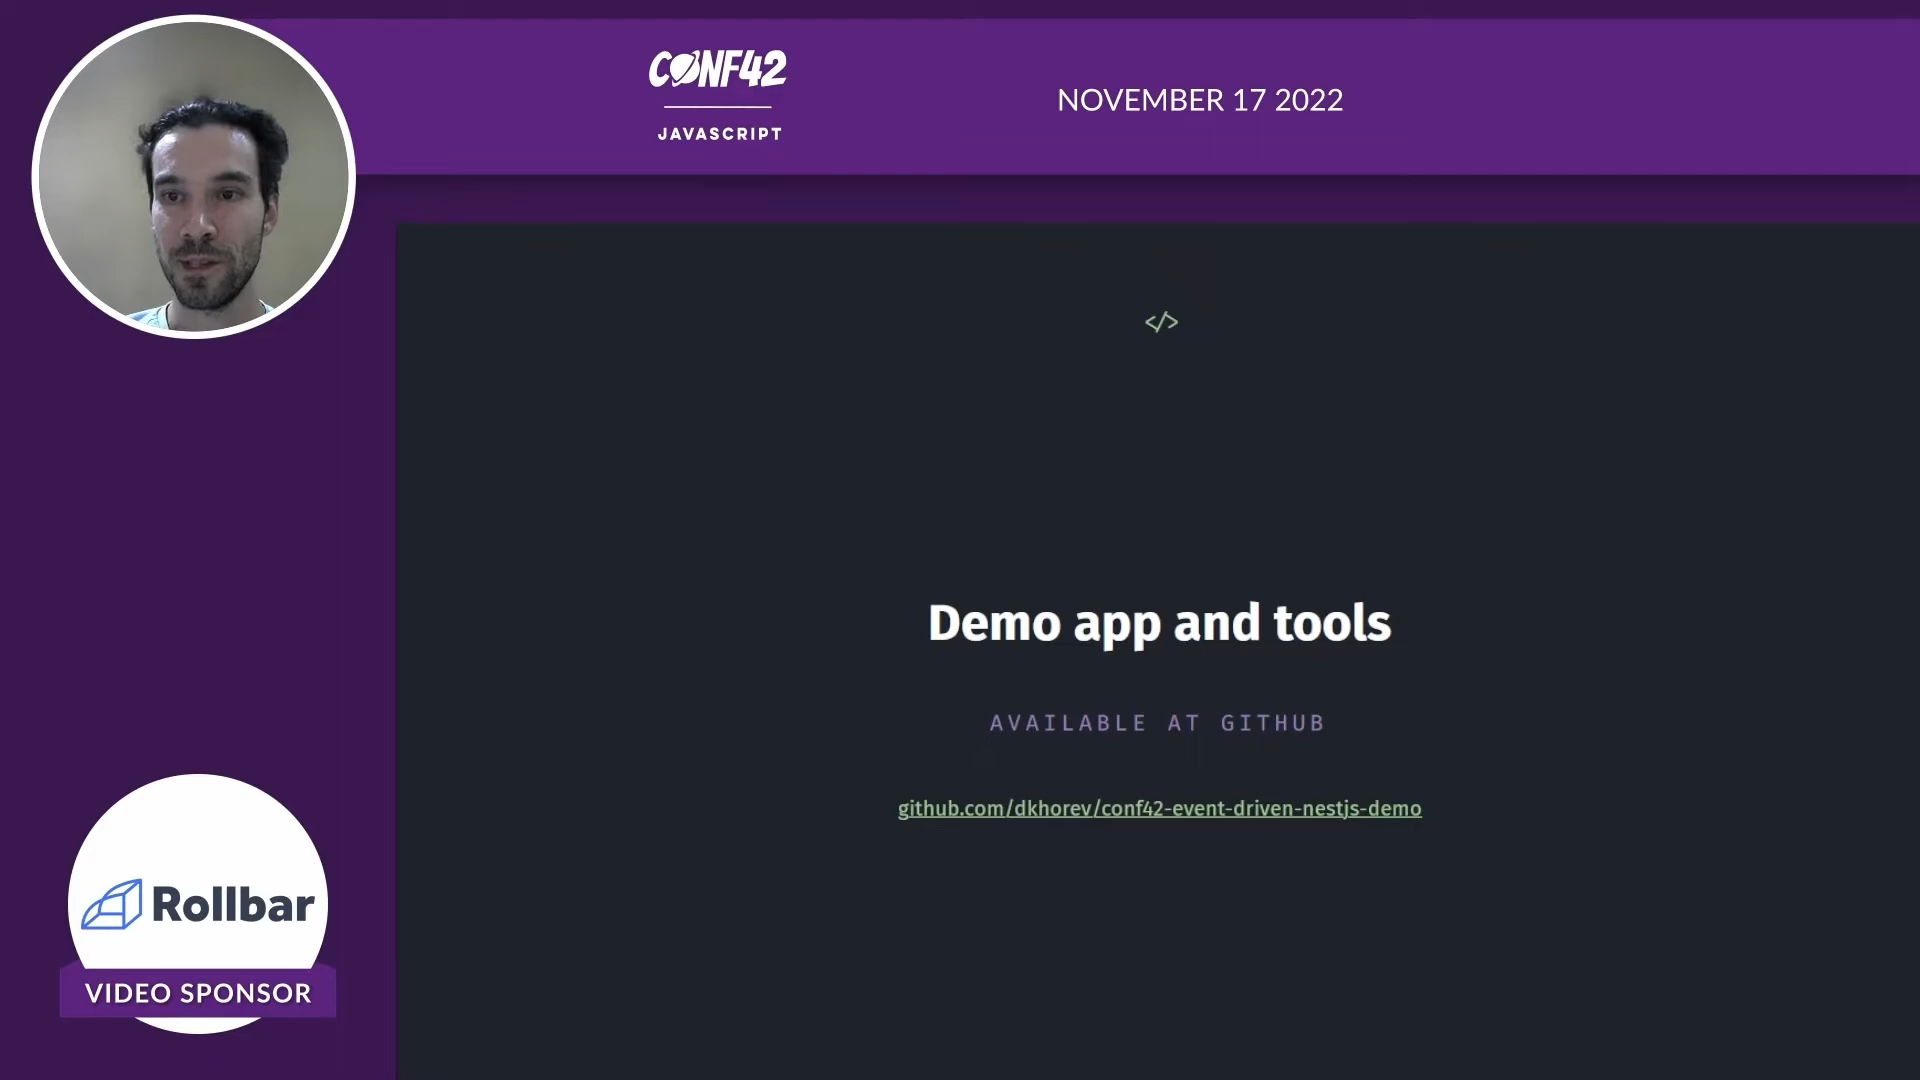 CONF42
JAVASCRIPT
NOVEMBER 17 2022
</>
Demo app and tools
AVAILABLE AT GITHUB
github.com/dkhorev/conf42-event-driven-nestjs-demo
Rollbar
VIDEO SPONSOR